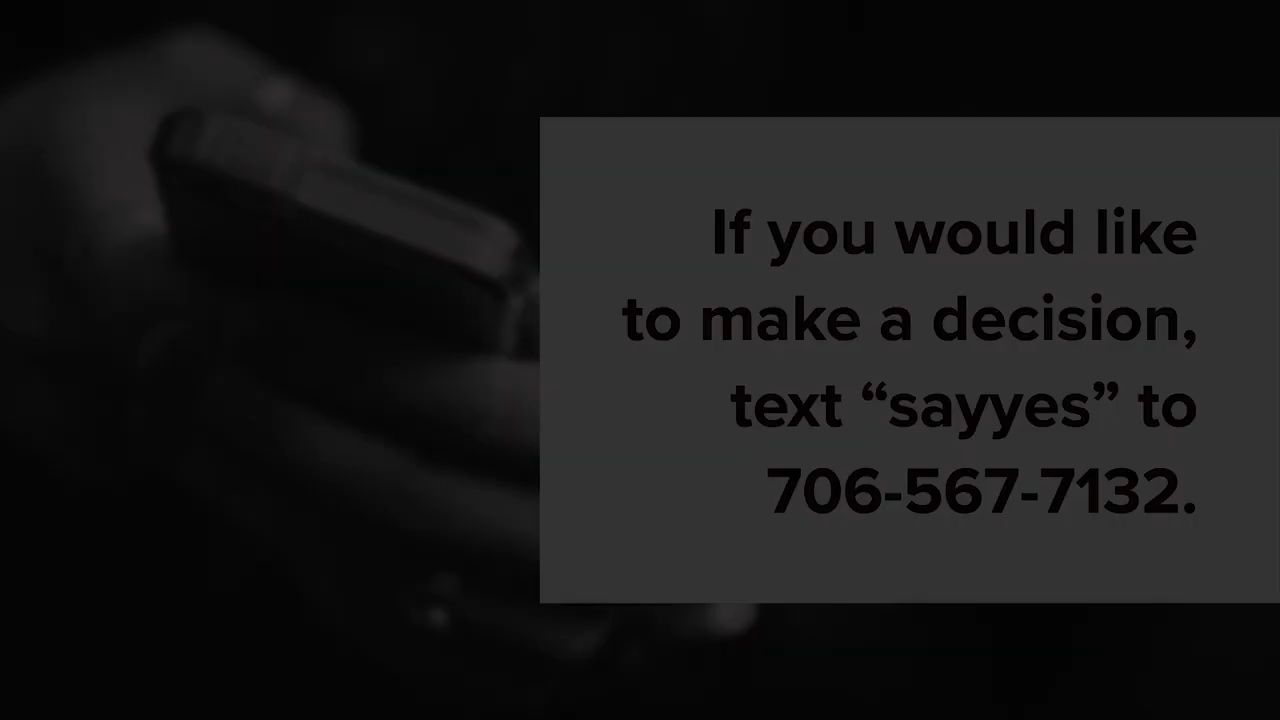 If you would like
to make a decision,
text “sayyes” to
706-567-7132.